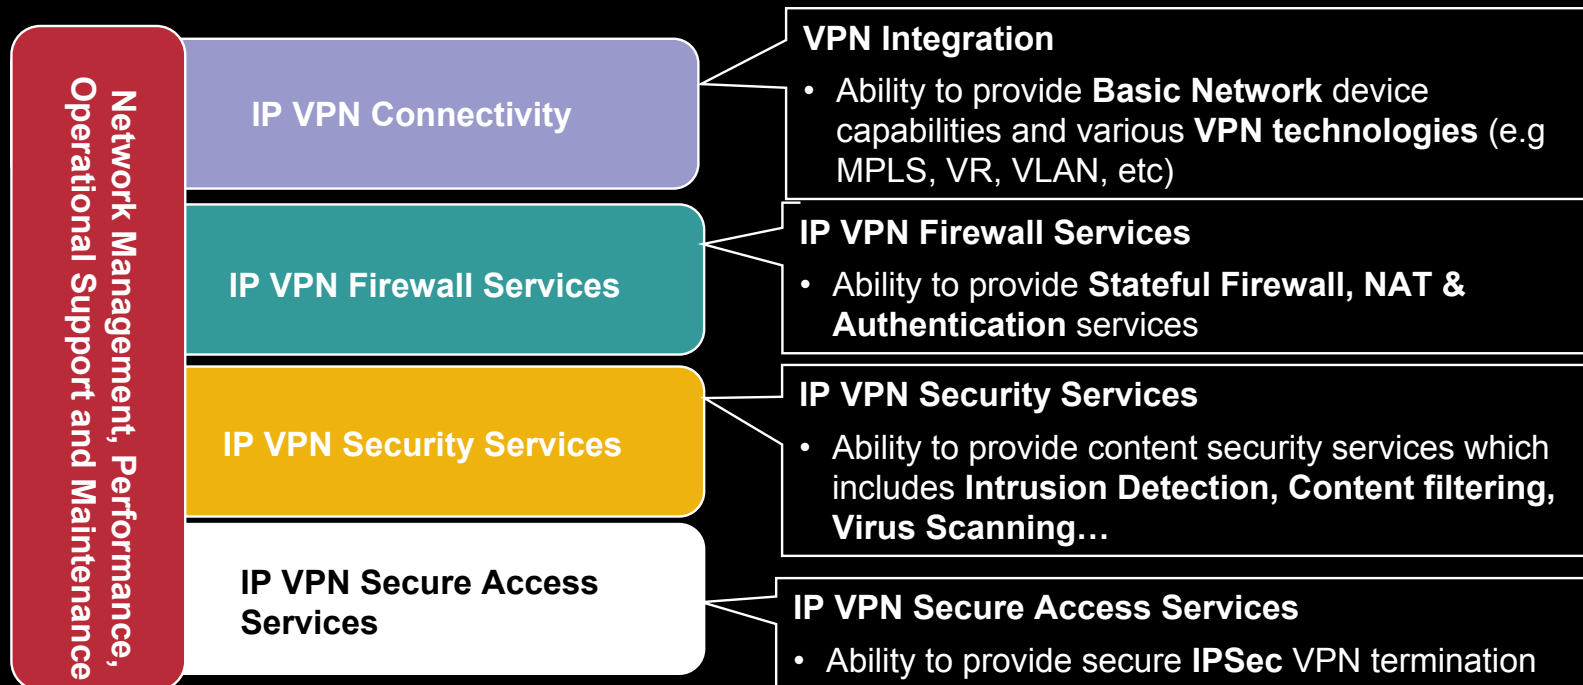 Network Management, Performance,
Operational Support and Maintenance
IP VPN Connectivity
VPN Integration
• Ability to provide Basic Network device
capabilities and various VPN technologies (e.g
MPLS, VR, VLAN, etc)
IP VPN Firewall Services
IP VPN Firewall Services
• Ability to provide Stateful Firewall, NAT &
Authentication services
IP VPN Security Services
IP VPN Security Services
• Ability to provide content security services which
includes Intrusion Detection, Content filtering,
Virus Scanning…
IP VPN Secure Access
Services
IP VPN Secure Access Services
• Ability to provide secure IPSec VPN termination